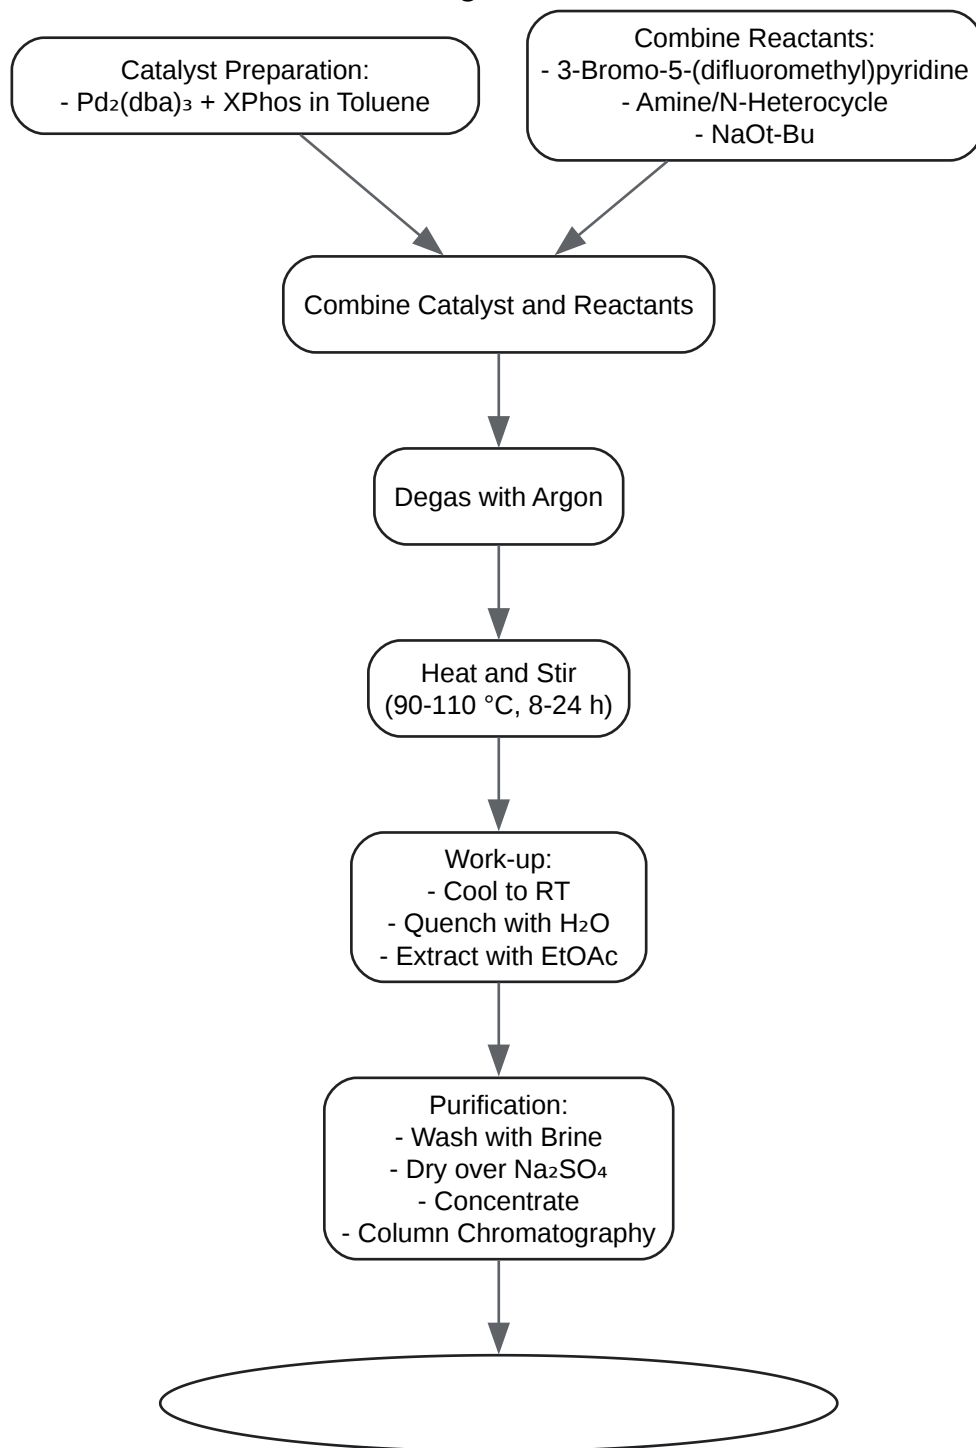 Catalyst Preparation:
- Pd₂(dba)₃ + XPhos in Toluene
Combine Reactants:
- 3-Bromo-5-(difluoromethyl)pyridine
- Amine/N-Heterocycle
- NaOt-Bu
Combine Catalyst and Reactants
Degas with Argon
Heat and Stir
(90-110 °C, 8-24 h)
Work-up:
- Cool to RT
- Quench with H₂O
- Extract with EtOAc
Purification:
- Wash with Brine
- Dry over Na₂SO₄
- Concentrate
- Column Chromatography